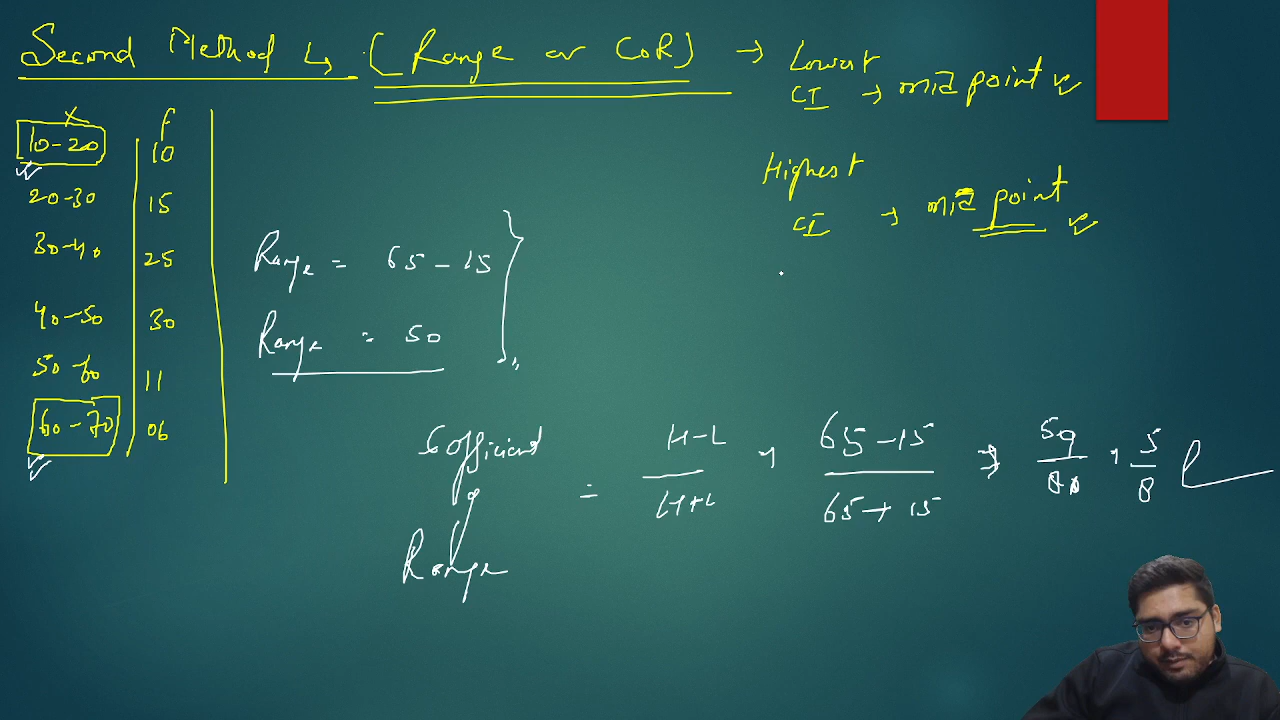 Second Method ↳ (Range or CoR) → Lowest
CI → mid point
Highest
CI → mid point
X f
10-20 10
20-30 15
30-40 25
40-50 30
50-60 11
60-70 06
Range = 65 - 15
Range = 50
Cofficient
of
Range
= H-L / H+L , 65-15 / 65+15 ⇒ 50/80 , 5/8